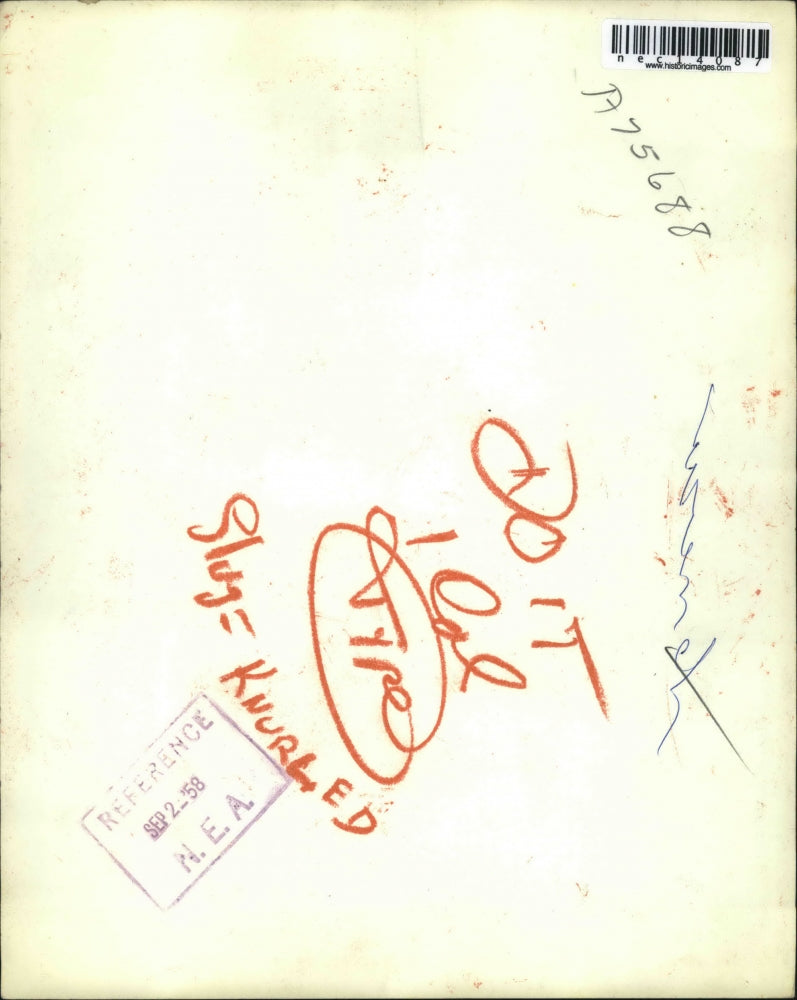 nec14087
www.historicimages.com
A75688
DO IT
1 Col
Slug = KNURLED
REFERENCE
SEP 2-'58
N. E. A.